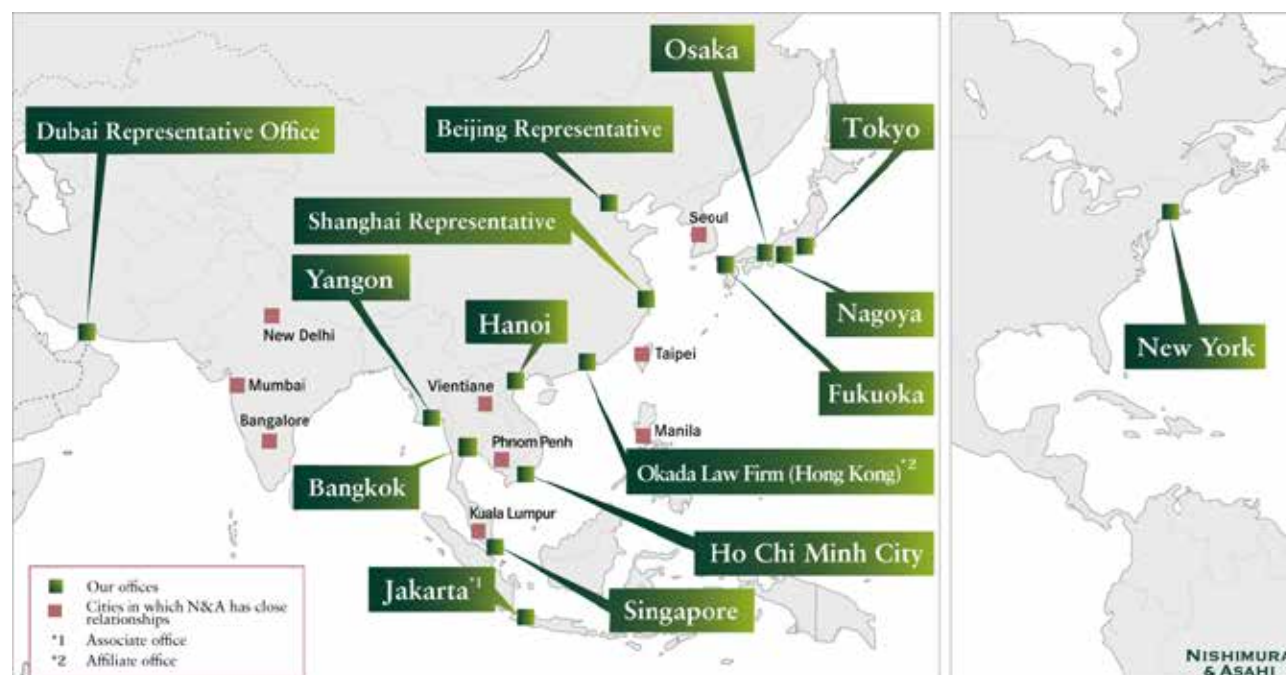 Osaka
Dubai Representative Office
Beijing Representative
Tokyo
Shanghai Representative
Seoul
Yangon
Hanoi
Nagoya
New Delhi
Taipei
New York
Mumbai
Vientiane
Fukuoka
Bangalore
Phnom Penh
Manila
Bangkok
Okada Law Firm (Hong Kong)*2
Kuala Lumpur
Ho Chi Minh City
Jakarta*1
Singapore
Our offices
Cities in which N&A has close
relationships
*1 Associate office
*2 Affiliate office
NISHIMURA
& ASAHI